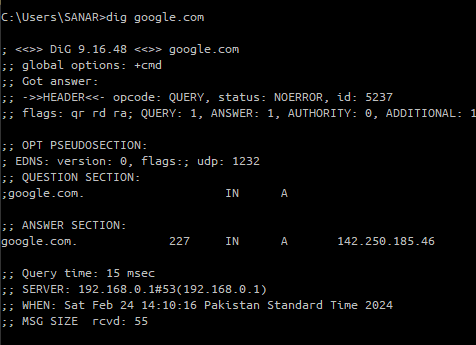 C:\Users\SANAR>dig google.com
; <<>> DiG 9.16.48 <<>> google.com
;; global options: +cmd
;; Got answer:
;; ->>HEADER<<- opcode: QUERY, status: NOERROR, id: 5237
;; flags: qr rd ra; QUERY: 1, ANSWER: 1, AUTHORITY: 0, ADDITIONAL: 1
;; OPT PSEUDOSECTION:
; EDNS: version: 0, flags:; udp: 1232
;; QUESTION SECTION:
;google.com. IN A
;; ANSWER SECTION:
google.com. 227 IN A 142.250.185.46
;; Query time: 15 msec
;; SERVER: 192.168.0.1#53(192.168.0.1)
;; WHEN: Sat Feb 24 14:10:16 Pakistan Standard Time 2024
;; MSG SIZE rcvd: 55